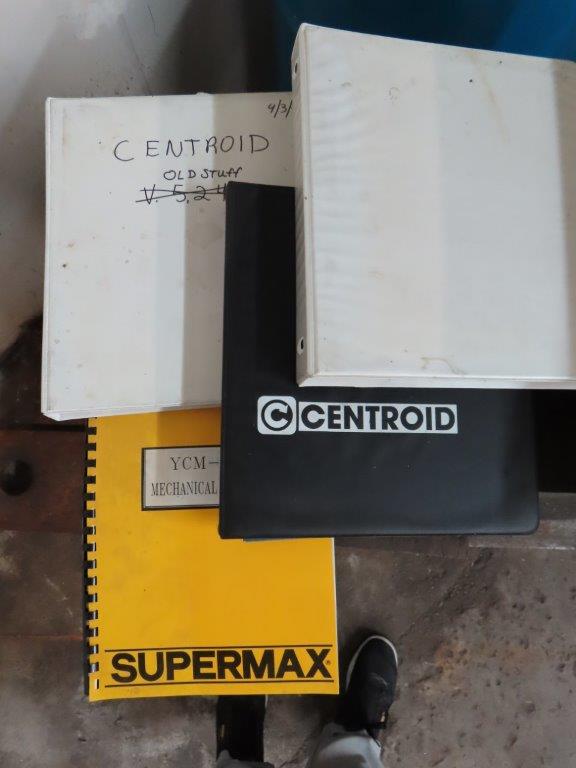 4/3/
CENTROID
OLD STUFF
V. 5.24
C CENTROID
YCM-
MECHANICAL
SUPERMAX®